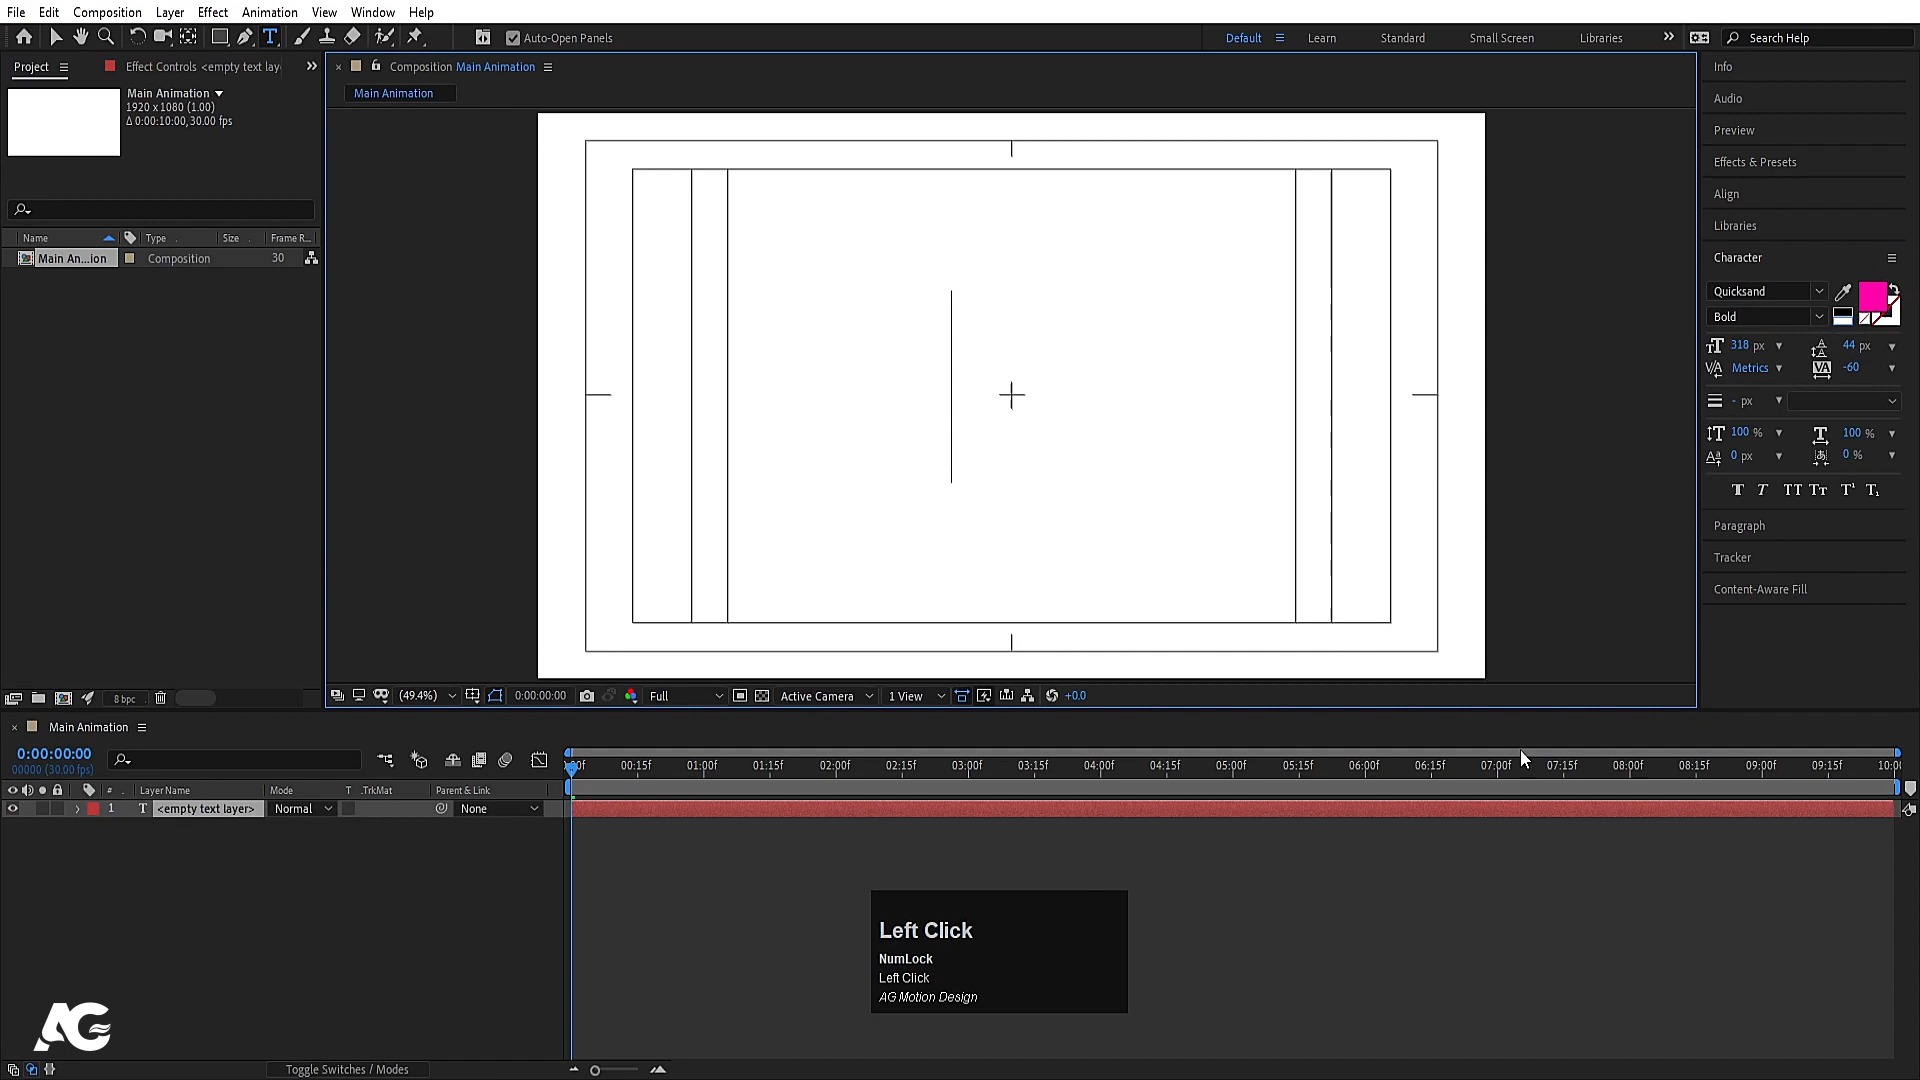 File Edit Composition Layer Effect Animation View Window Help
Auto-Open Panels
Default Learn Standard Small Screen Libraries Search Help
Project Effect Controls <empty text lay
Composition Main Animation
Main Animation
Main Animation
1920 x 1080 (1.00)
Δ 0:00:10:00, 30.00 fps
Name Type Size Frame R...
Main An...ion Composition 30
8 bpc
(49.4%) 0:00:00:00 Full Active Camera 1 View +0.0
Info
Audio
Preview
Effects & Presets
Align
Libraries
Character
Quicksand
Bold
318 px 44 px
Metrics -60
- px
100 % 100 %
0 px 0 %
Paragraph
Tracker
Content-Aware Fill
Main Animation
0:00:00:00
00000 (30.00 fps)
00f 00:15f 01:00f 01:15f 02:00f 02:15f 03:00f 03:15f 04:00f 04:15f 05:00f 05:15f 06:00f 06:15f 07:00f 07:15f 08:00f 08:15f 09:00f 09:15f 10:00
# Layer Name Mode T .TrkMat Parent & Link
1 T <empty text layer> Normal None
Left Click
NumLock
Left Click
AG Motion Design
AG
Toggle Switches / Modes